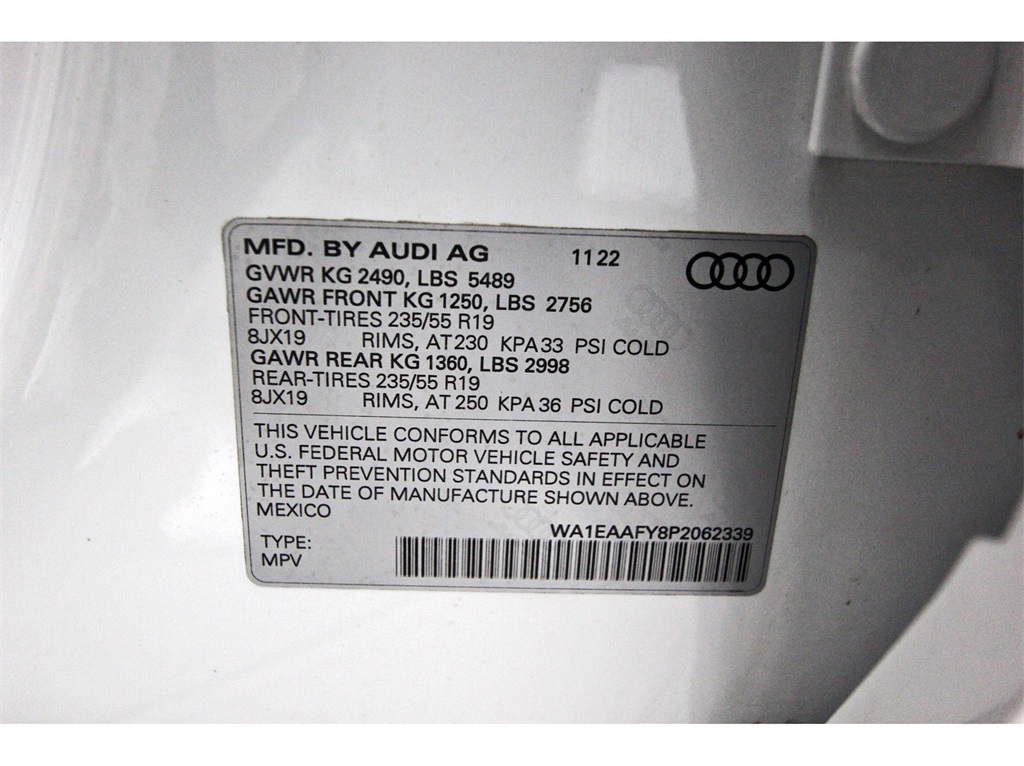 MFD. BY AUDI AG 11 22
GVWR KG 2490, LBS 5489
GAWR FRONT KG 1250, LBS 2756
FRONT-TIRES 235/55 R19
8JX19 RIMS, AT 230 KPA 33 PSI COLD
GAWR REAR KG 1360, LBS 2998
REAR-TIRES 235/55 R19
8JX19 RIMS, AT 250 KPA 36 PSI COLD
THIS VEHICLE CONFORMS TO ALL APPLICABLE
U.S. FEDERAL MOTOR VEHICLE SAFETY AND
THEFT PREVENTION STANDARDS IN EFFECT ON
THE DATE OF MANUFACTURE SHOWN ABOVE.
MEXICO
WA1EAAFY8P2062339
TYPE:
MPV